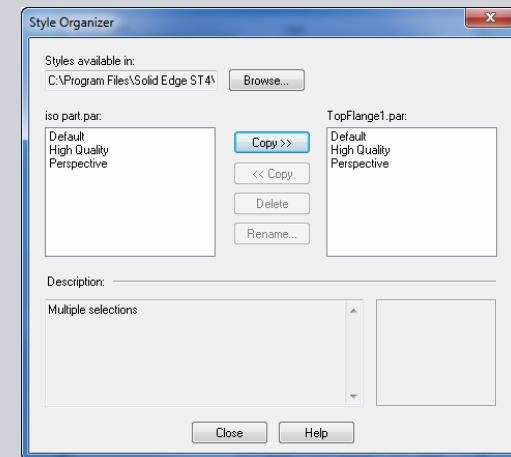 Style Organizer
x
Styles available in:
C:\Program Files\Solid Edge ST4\
Browse...
iso part.par:
TopFlange1.par:
Default
High Quality
Perspective
Copy >>
<< Copy
Delete
Rename...
Default
High Quality
Perspective
Description:
Multiple selections
Close
Help